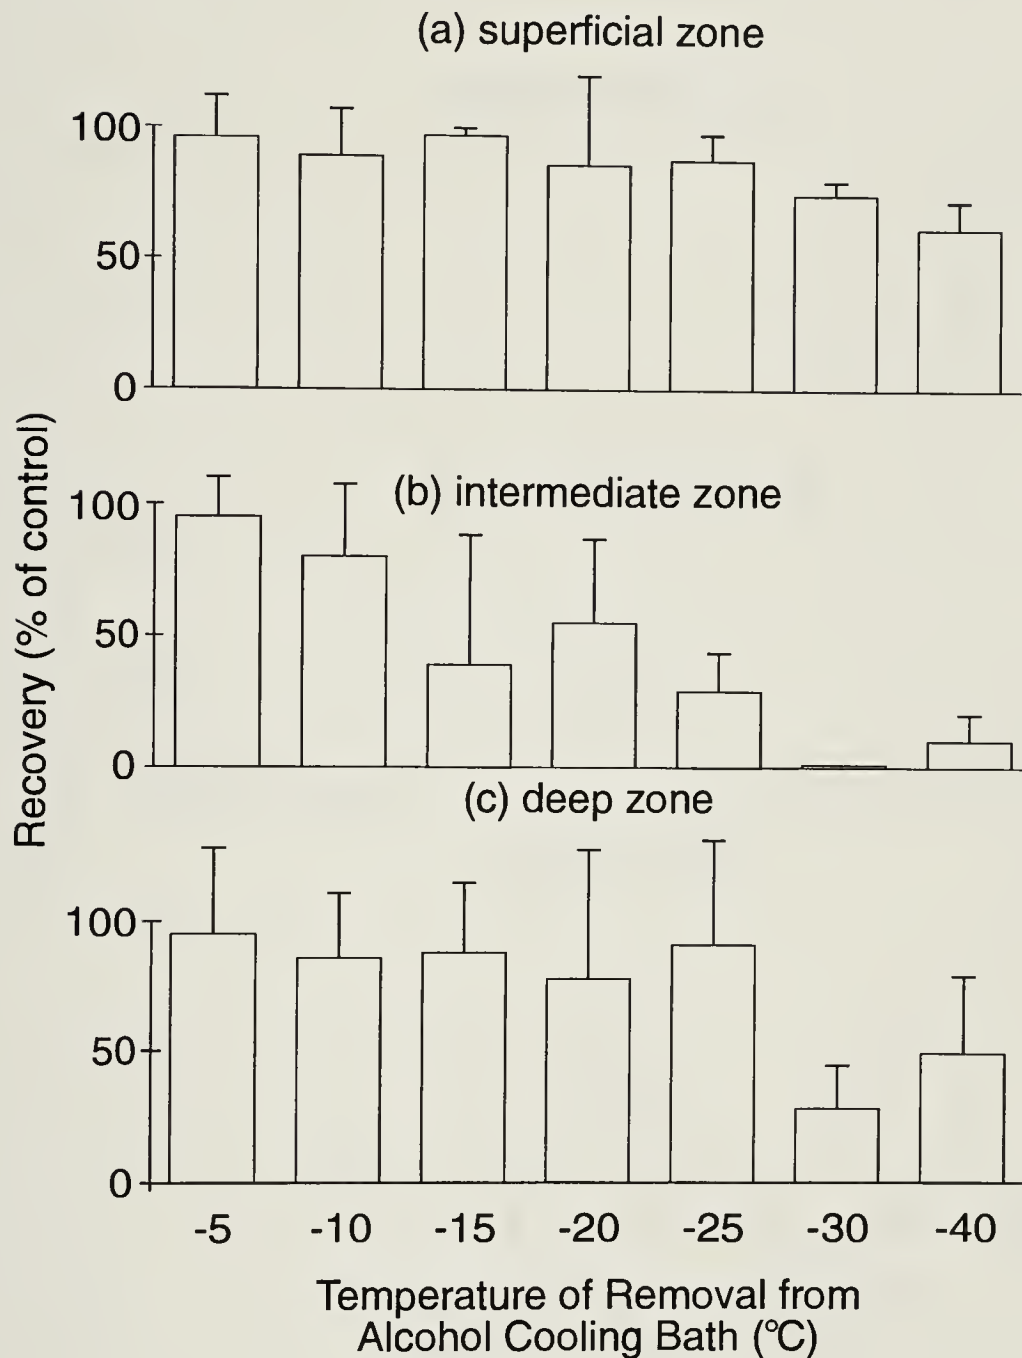 (a) superficial zone
100
50
0
Recovery (% of control)
(b) intermediate zone
100
50
0
(c) deep zone
100
50
0
-5 -10 -15 -20 -25 -30 -40
Temperature of Removal from
Alcohol Cooling Bath (°C)